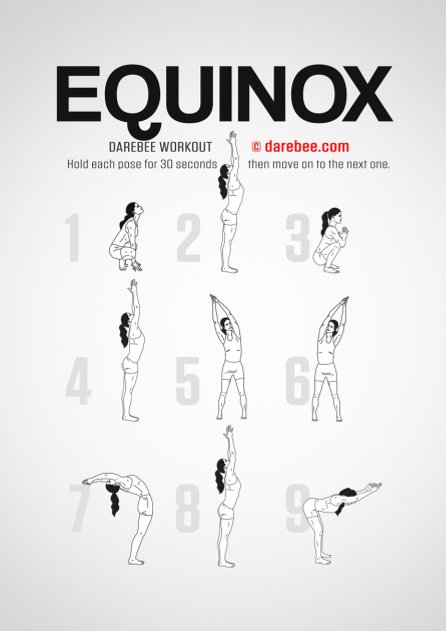 EQUINOX
DAREBEE WORKOUT © darebee.com
Hold each pose for 30 seconds then move on to the next one.
1 2 3
4 5 6
7 8 9